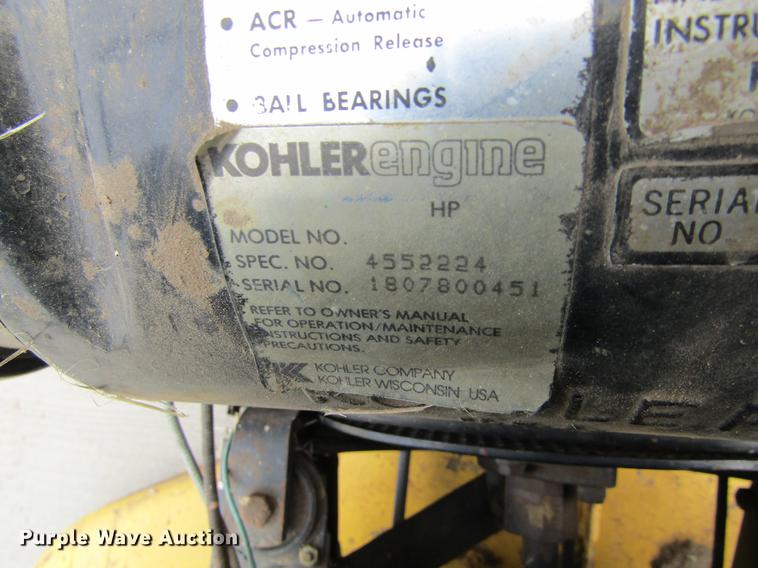 • ACR — Automatic
Compression Release
• BALL BEARINGS
INSTRU
KOHLERengine
HP
SERIAL
NO
MODEL NO.
SPEC. NO. 4552224
SERIAL NO. 1807800451
REFER TO OWNER'S MANUAL
FOR OPERATION/MAINTENANCE
INSTRUCTIONS AND SAFETY
PRECAUTIONS.
KOHLER COMPANY
KOHLER WISCONSIN USA
Purple Wave Auction